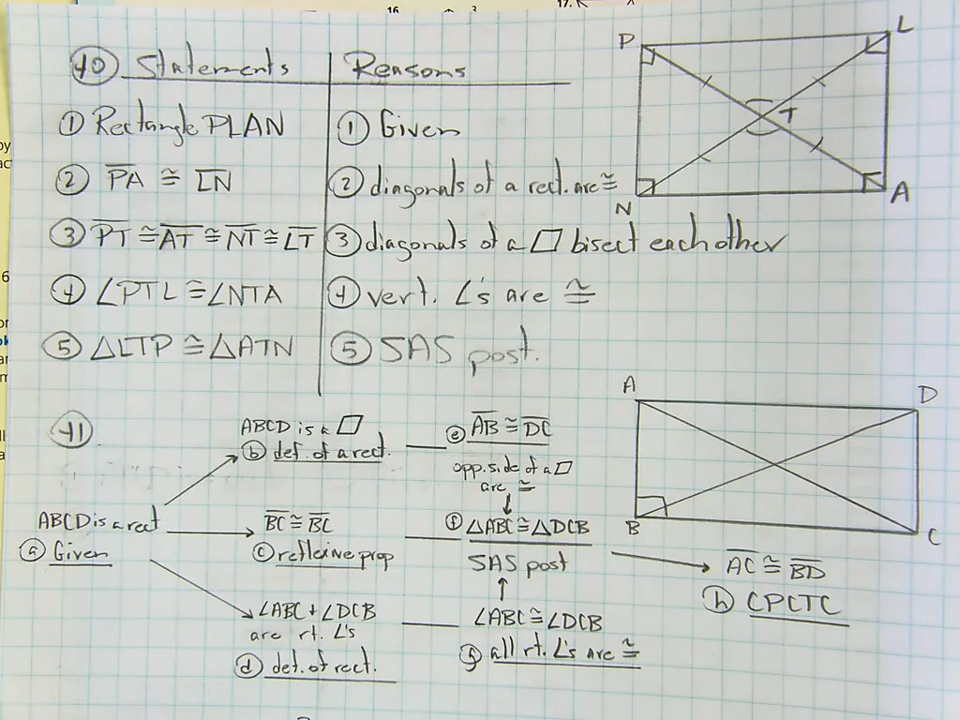 16
17.
40 Statements Reasons
① Rectangle PLAN ① Given
② PA ≅ LN ② diagonals of a rect. are ≅
③ PT ≅ AT ≅ NT ≅ LT ③ diagonals of a ▱ bisect each other
④ ∠PTL ≅ ∠NTA ④ vert. ∠'s are ≅
⑤ △LTP ≅ △ATN ⑤ SAS post.
P
L
T
N
A
41
ABCD is a ▱
ⓑ def. of a rect.
ⓔ AB ≅ DC
opp. side of a ▱
are ≅
ABCD is a rect
ⓐ Given
BC ≅ BC
ⓒ reflexive prop
ⓕ △ABC ≅ △DCB
SAS post
∠ABC + ∠DCB
are rt. ∠'s
ⓓ def. of rect.
∠ABC ≅ ∠DCB
ⓖ all rt. ∠'s are ≅
AC ≅ BD
ⓗ CPCTC
A
D
B
C